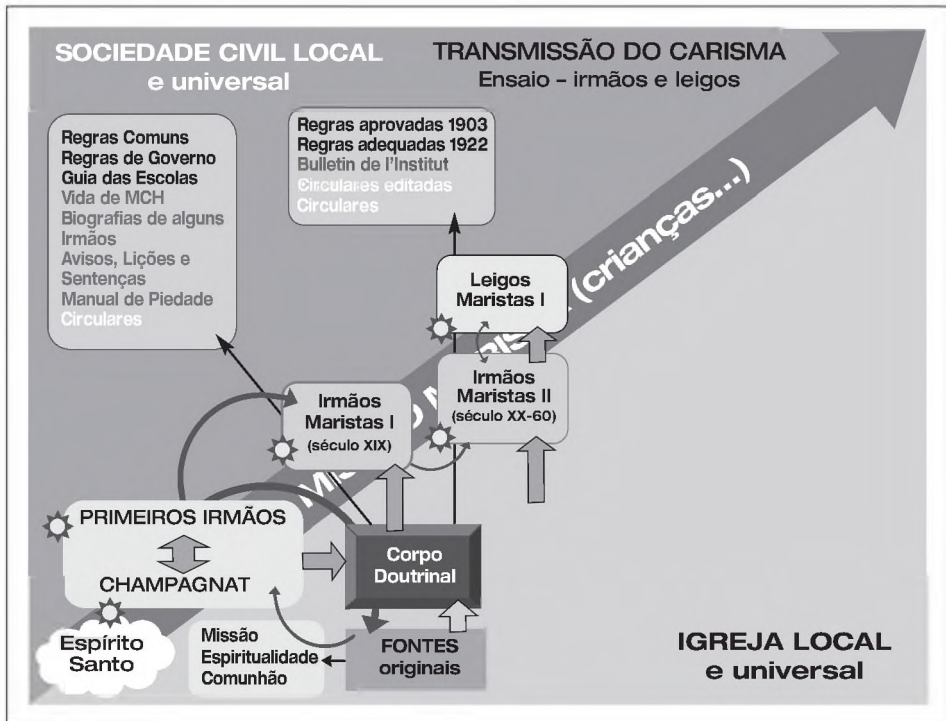 SOCIEDADE CIVIL LOCAL
e universal
TRANSMISSÃO DO CARISMA
Ensaio – irmãos e leigos
Regras Comuns
Regras de Governo
Guia das Escolas
Vida de MCH
Biografias de alguns
Irmãos
Avisos, Lições e
Sentenças
Manual de Piedade
Circulares
Regras aprovadas 1903
Regras adequadas 1922
Bulletin de l'Institut
Circulares editadas
Circulares
(crianças...)
Leigos
Maristas I
Irmãos
Maristas II
(século XX-60)
Irmãos
Maristas I
(século XIX)
PRIMEIROS IRMÃOS
CHAMPAGNAT
Corpo
Doutrinal
Espírito
Santo
Missão
Espiritualidade
Comunhão
FONTES
originais
IGREJA LOCAL
e universal